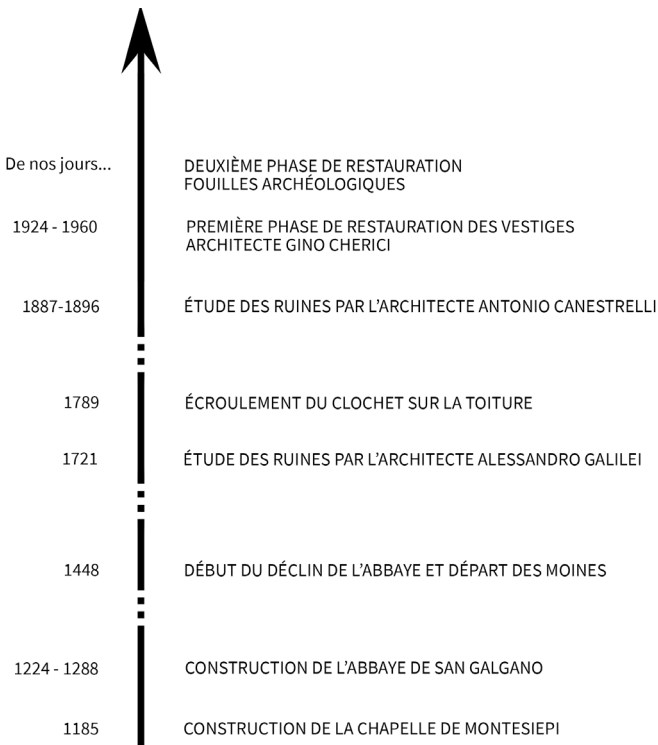 De nos jours...
DEUXIÈME PHASE DE RESTAURATION
FOUILLES ARCHÉOLOGIQUES
1924 - 1960
PREMIÈRE PHASE DE RESTAURATION DES VESTIGES
ARCHITECTE GINO CHERICI
1887-1896
ÉTUDE DES RUINES PAR L'ARCHITECTE ANTONIO CANESTRELLI
1789
ÉCROULEMENT DU CLOCHET SUR LA TOITURE
1721
ÉTUDE DES RUINES PAR L'ARCHITECTE ALESSANDRO GALILEI
1448
DÉBUT DU DÉCLIN DE L'ABBAYE ET DÉPART DES MOINES
1224 - 1288
CONSTRUCTION DE L'ABBAYE DE SAN GALGANO
1185
CONSTRUCTION DE LA CHAPELLE DE MONTESIEPI